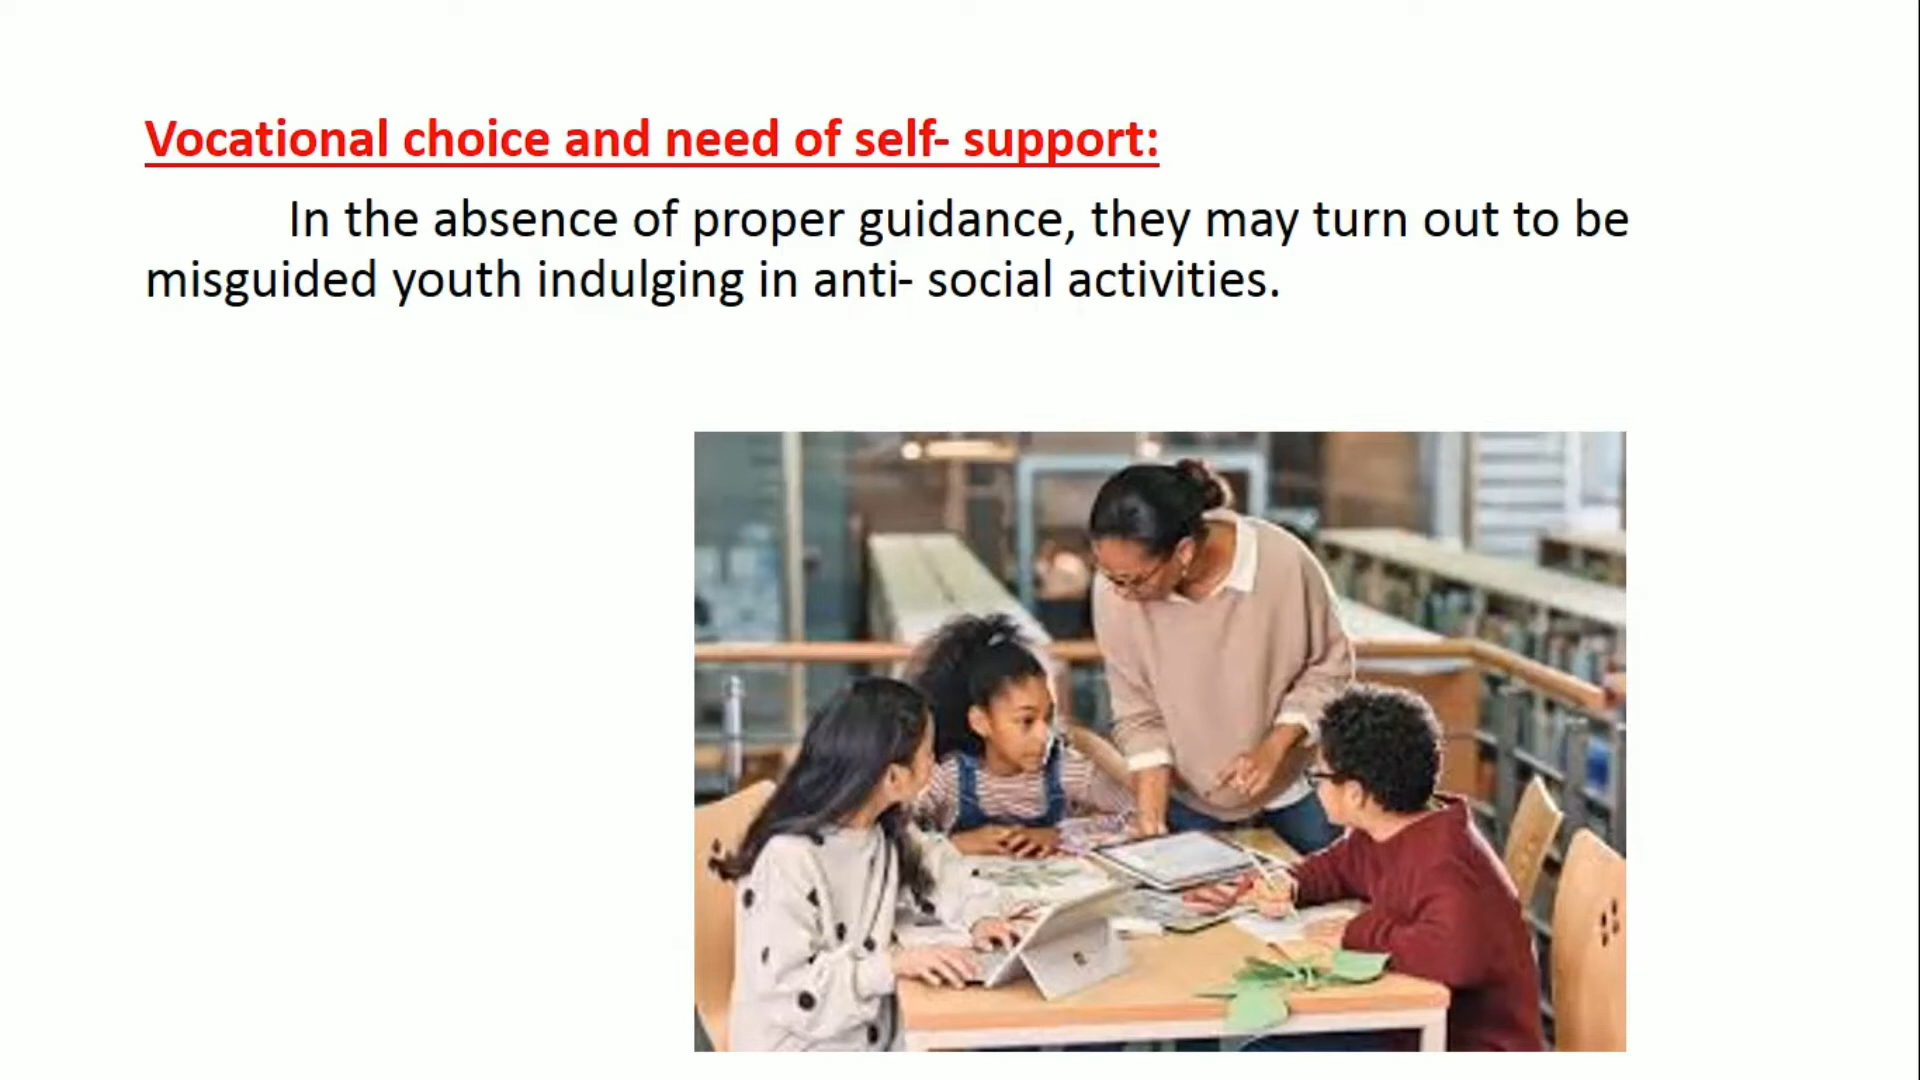 Vocational choice and need of self- support:
In the absence of proper guidance, they may turn out to be
misguided youth indulging in anti- social activities.